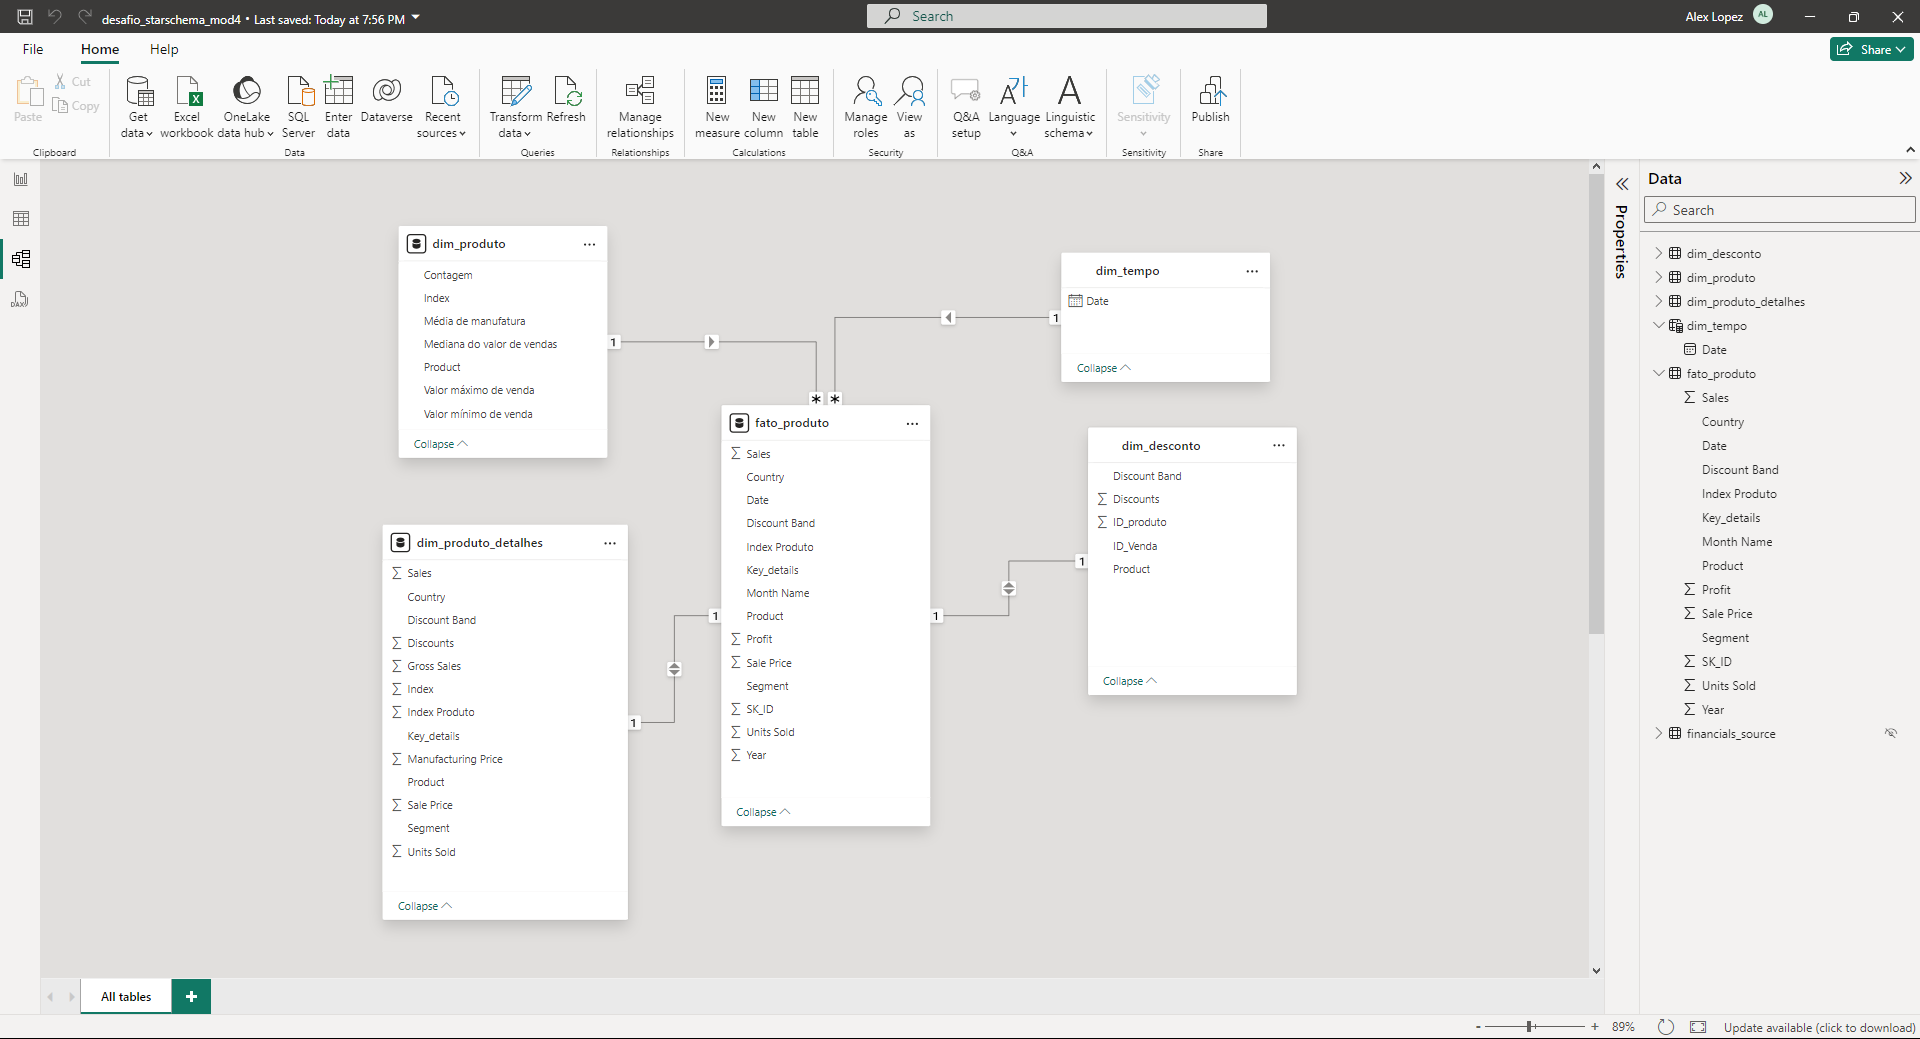 desafio_starschema_mod4 • Last saved: Today at 7:56 PM
Search
Alex Lopez
AL
File
Home
Help
Share
Paste
Cut
Copy
Clipboard
Get data
Excel workbook
OneLake data hub
SQL Server
Enter data
Dataverse
Recent sources
Data
Transform data
Refresh
Queries
Manage relationships
Relationships
New measure
New column
New table
Calculations
Manage roles
View as
Security
Q&A setup
Language
Linguistic schema
Q&A
Sensitivity
Sensitivity
Publish
Share
DAX
dim_produto
Contagem
Index
Média de manufatura
Mediana do valor de vendas
Product
Valor máximo de venda
Valor mínimo de venda
Collapse
1
*
*
1
dim_tempo
Date
Collapse
fato_produto
Sales
Country
Date
Discount Band
Index Produto
Key_details
Month Name
Product
Profit
Sale Price
Segment
SK_ID
Units Sold
Year
Collapse
1
1
1
1
dim_desconto
Discount Band
Discounts
ID_produto
ID_Venda
Product
Collapse
dim_produto_detalhes
Sales
Country
Discount Band
Discounts
Gross Sales
Index
Index Produto
Key_details
Manufacturing Price
Product
Sale Price
Segment
Units Sold
Collapse
Properties
Data
Search
dim_desconto
dim_produto
dim_produto_detalhes
dim_tempo
Date
fato_produto
Sales
Country
Date
Discount Band
Index Produto
Key_details
Month Name
Product
Profit
Sale Price
Segment
SK_ID
Units Sold
Year
financials_source
All tables
+
- + 89%
Update available (click to download)